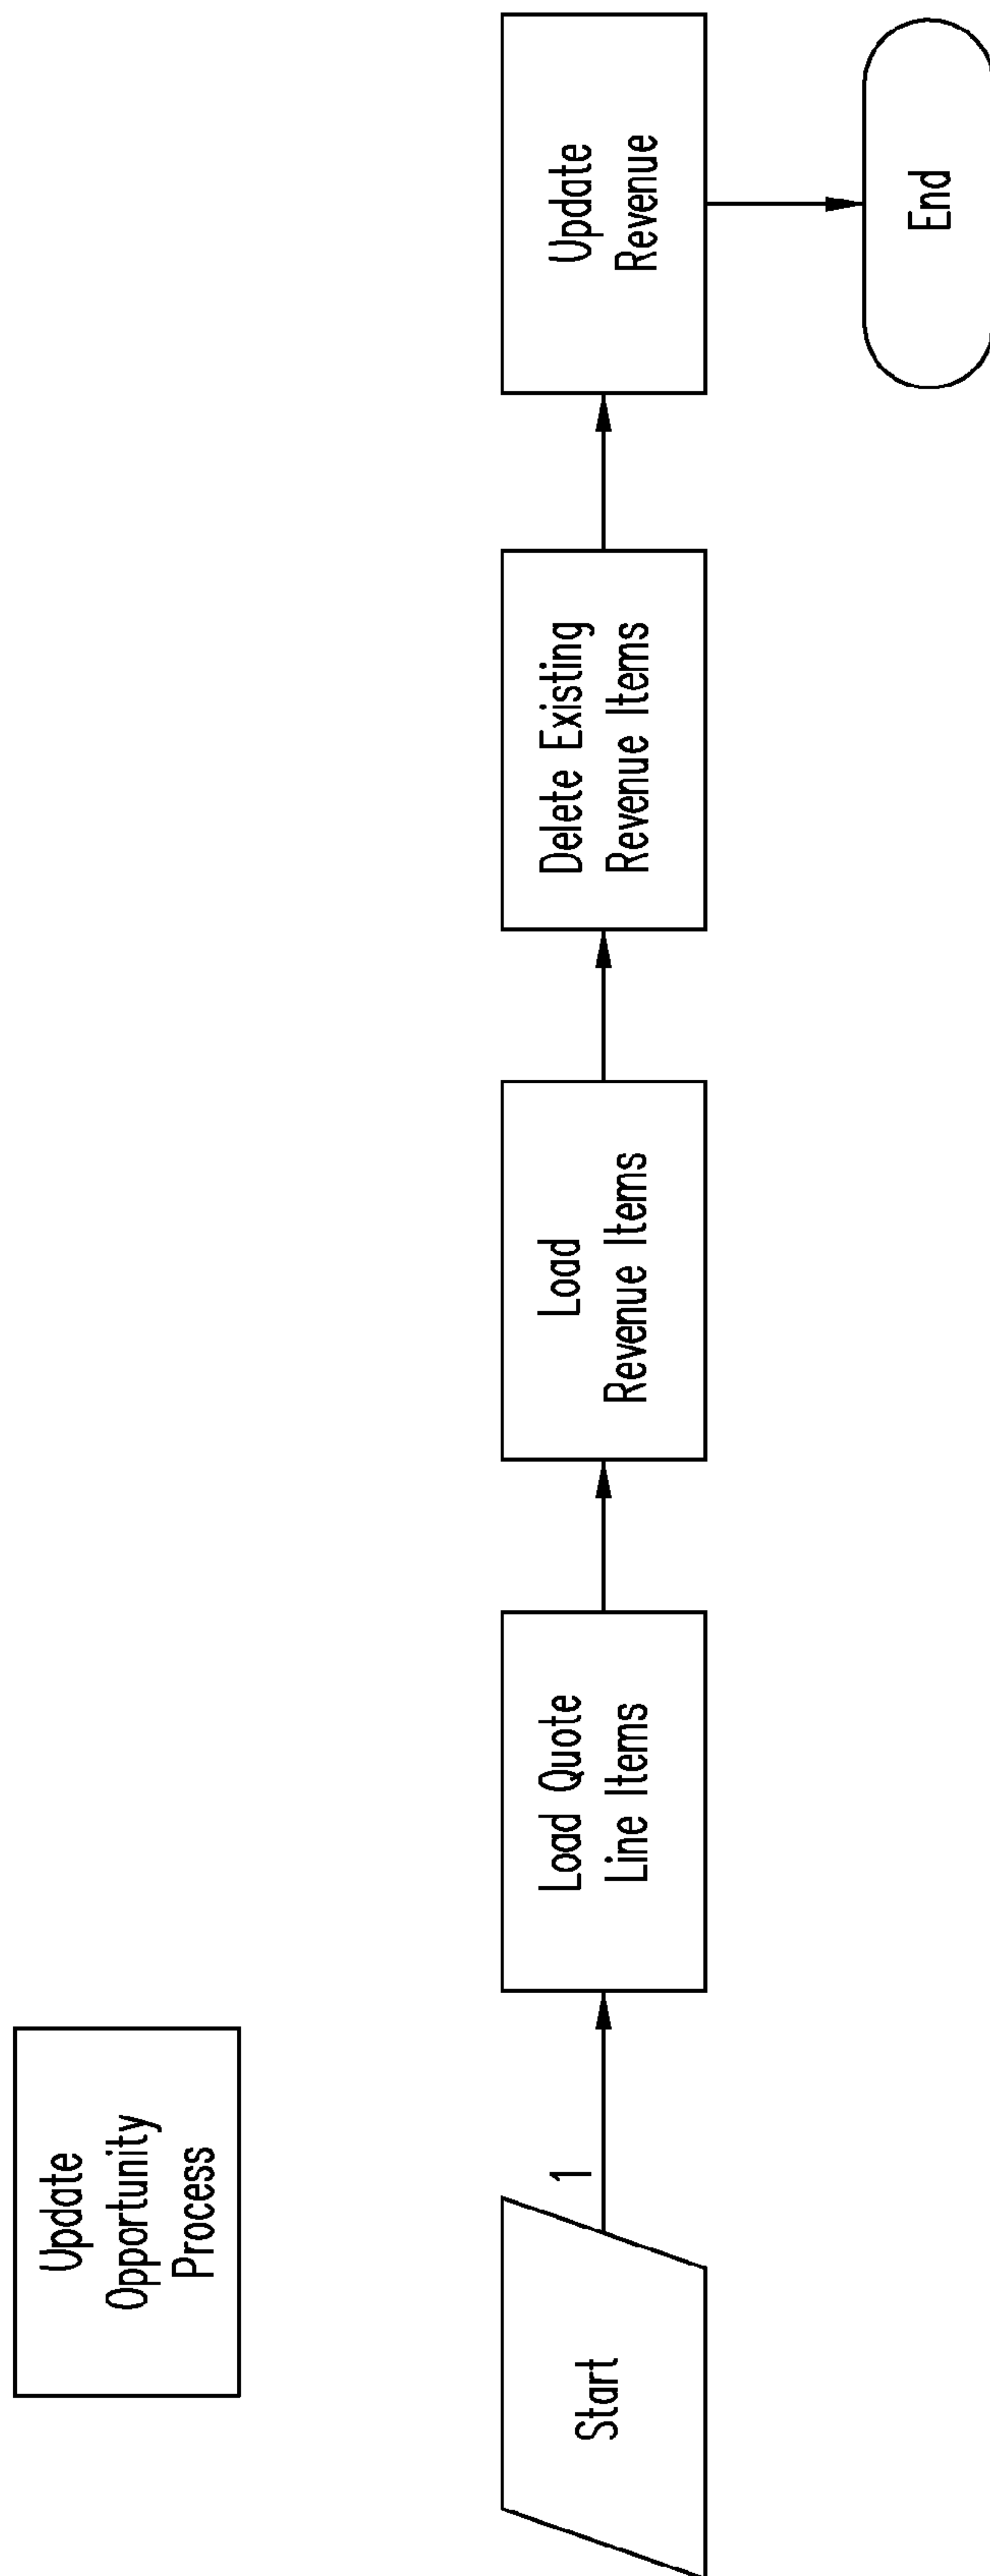 Update
Opportunity
Process
Start
1
Load Quote
Line Items
Load
Revenue Items
Delete Existing
Revenue Items
Update
Revenue
End